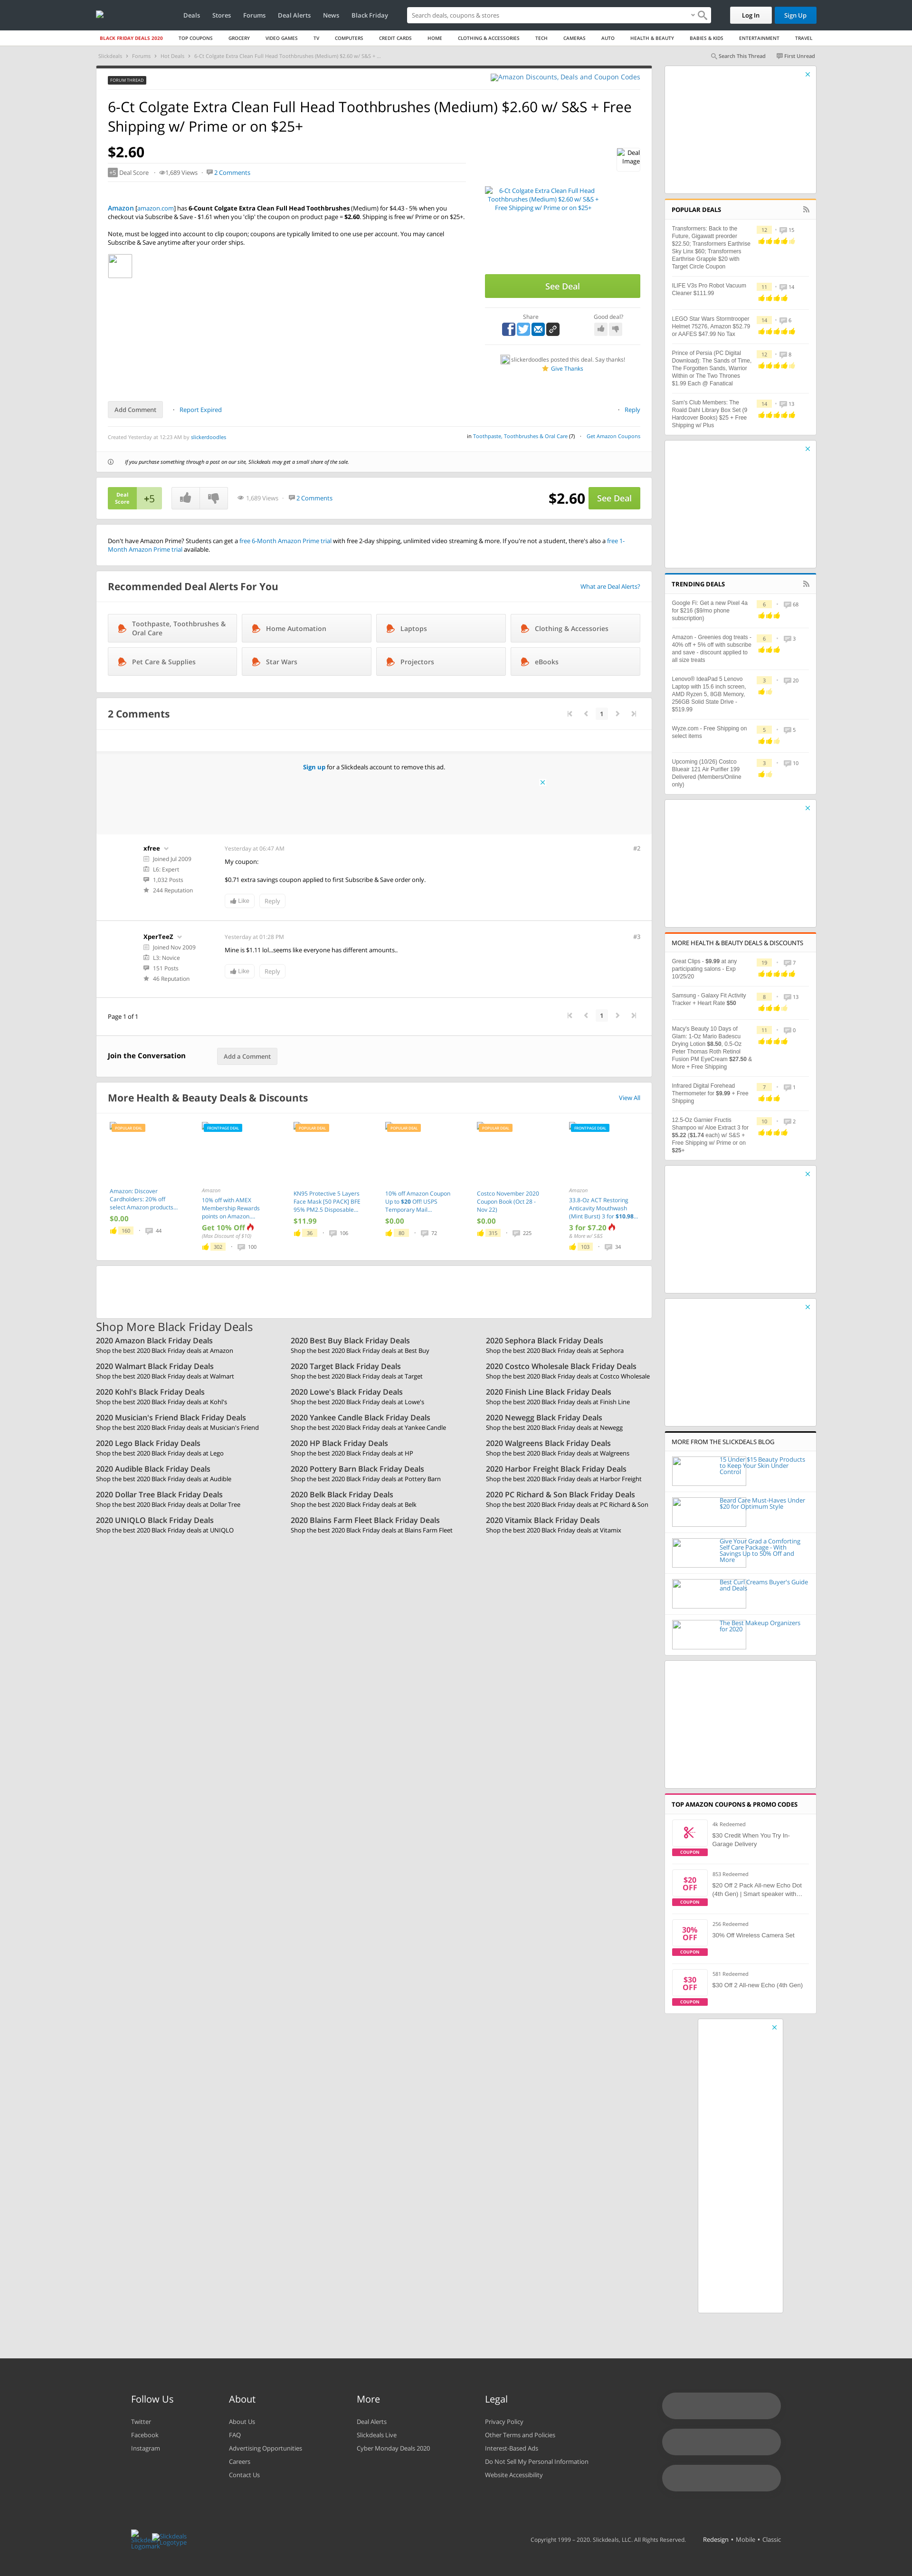 Deals Stores Forums Deal Alerts News Black Friday
Search deals, coupons & stores
Log In
Sign Up
BLACK FRIDAY DEALS 2020 TOP COUPONS GROCERY VIDEO GAMES TV COMPUTERS CREDIT CARDS HOME CLOTHING & ACCESSORIES TECH CAMERAS AUTO HEALTH & BEAUTY BABIES & KIDS ENTERTAINMENT TRAVEL
Slickdeals Forums Hot Deals 6-Ct Colgate Extra Clean Full Head Toothbrushes (Medium) $2.60 w/ S&S + ...
Search This Thread First Unread
FORUM THREAD
Amazon Discounts, Deals and Coupon Codes
6-Ct Colgate Extra Clean Full Head Toothbrushes (Medium) $2.60 w/ S&S + Free
Shipping w/ Prime or on $25+
$2.60
Deal Image
+5 Deal Score 1,689 Views 2 Comments
6-Ct Colgate Extra Clean Full Head
Toothbrushes (Medium) $2.60 w/ S&S +
Free Shipping w/ Prime or on $25+
Amazon [amazon.com] has 6-Count Colgate Extra Clean Full Head Toothbrushes (Medium) for $4.43 - 5% when you
checkout via Subscribe & Save - $1.61 when you 'clip' the coupon on product page = $2.60. Shipping is free w/ Prime or on $25+.
Note, must be logged into account to clip coupon; coupons are typically limited to one use per account. You may cancel
Subscribe & Save anytime after your order ships.
See Deal
Share
Good deal?
slickerdoodles posted this deal. Say thanks!
Give Thanks
Add Comment
Report Expired
Reply
Created Yesterday at 12:23 AM by slickerdoodles
in Toothpaste, Toothbrushes & Oral Care (7) Get Amazon Coupons
If you purchase something through a post on our site, Slickdeals may get a small share of the sale.
Deal
Score
+5
1,689 Views 2 Comments
$2.60
See Deal
Don't have Amazon Prime? Students can get a free 6-Month Amazon Prime trial with free 2-day shipping, unlimited video streaming & more. If you're not a student, there's also a free 1-
Month Amazon Prime trial available.
Recommended Deal Alerts For You
What are Deal Alerts?
Toothpaste, Toothbrushes &
Oral Care
Home Automation
Laptops
Clothing & Accessories
Pet Care & Supplies
Star Wars
Projectors
eBooks
2 Comments
1
Sign up for a Slickdeals account to remove this ad.
xfree
Yesterday at 06:47 AM
#2
Joined Jul 2009
L6: Expert
1,032 Posts
244 Reputation
My coupon:
$0.71 extra savings coupon applied to first Subscribe & Save order only.
Like Reply
XperTeeZ
Yesterday at 01:28 PM
#3
Joined Nov 2009
L3: Novice
151 Posts
46 Reputation
Mine is $1.11 lol...seems like everyone has different amounts..
Like Reply
Page 1 of 1
1
Join the Conversation
Add a Comment
More Health & Beauty Deals & Discounts
View All
POPULAR DEAL
Amazon: Discover
Cardholders: 20% off
select Amazon products...
$0.00
160 44
FRONTPAGE DEAL
Amazon
10% off with AMEX
Membership Rewards
points on Amazon....
Get 10% Off
(Max Discount of $10)
302 100
POPULAR DEAL
KN95 Protective 5 Layers
Face Mask [50 PACK] BFE
95% PM2.5 Disposable...
$11.99
36 106
POPULAR DEAL
10% off Amazon Coupon
Up to $20 Off! USPS
Temporary Mail...
$0.00
80 72
POPULAR DEAL
Costco November 2020
Coupon Book (Oct 28 -
Nov 22)
$0.00
315 225
FRONTPAGE DEAL
Amazon
33.8-Oz ACT Restoring
Anticavity Mouthwash
(Mint Burst) 3 for $10.98...
3 for $7.20
& More w/ S&S
103 34
Shop More Black Friday Deals
2020 Amazon Black Friday Deals
Shop the best 2020 Black Friday deals at Amazon
2020 Best Buy Black Friday Deals
Shop the best 2020 Black Friday deals at Best Buy
2020 Sephora Black Friday Deals
Shop the best 2020 Black Friday deals at Sephora
2020 Walmart Black Friday Deals
Shop the best 2020 Black Friday deals at Walmart
2020 Target Black Friday Deals
Shop the best 2020 Black Friday deals at Target
2020 Costco Wholesale Black Friday Deals
Shop the best 2020 Black Friday deals at Costco Wholesale
2020 Kohl's Black Friday Deals
Shop the best 2020 Black Friday deals at Kohl's
2020 Lowe's Black Friday Deals
Shop the best 2020 Black Friday deals at Lowe's
2020 Finish Line Black Friday Deals
Shop the best 2020 Black Friday deals at Finish Line
2020 Musician's Friend Black Friday Deals
Shop the best 2020 Black Friday deals at Musician's Friend
2020 Yankee Candle Black Friday Deals
Shop the best 2020 Black Friday deals at Yankee Candle
2020 Newegg Black Friday Deals
Shop the best 2020 Black Friday deals at Newegg
2020 Lego Black Friday Deals
Shop the best 2020 Black Friday deals at Lego
2020 HP Black Friday Deals
Shop the best 2020 Black Friday deals at HP
2020 Walgreens Black Friday Deals
Shop the best 2020 Black Friday deals at Walgreens
2020 Audible Black Friday Deals
Shop the best 2020 Black Friday deals at Audible
2020 Pottery Barn Black Friday Deals
Shop the best 2020 Black Friday deals at Pottery Barn
2020 Harbor Freight Black Friday Deals
Shop the best 2020 Black Friday deals at Harbor Freight
2020 Dollar Tree Black Friday Deals
Shop the best 2020 Black Friday deals at Dollar Tree
2020 Belk Black Friday Deals
Shop the best 2020 Black Friday deals at Belk
2020 PC Richard & Son Black Friday Deals
Shop the best 2020 Black Friday deals at PC Richard & Son
2020 UNIQLO Black Friday Deals
Shop the best 2020 Black Friday deals at UNIQLO
2020 Blains Farm Fleet Black Friday Deals
Shop the best 2020 Black Friday deals at Blains Farm Fleet
2020 Vitamix Black Friday Deals
Shop the best 2020 Black Friday deals at Vitamix
POPULAR DEALS
Transformers: Back to the
Future, Gigawatt preorder
$22.50; Transformers Earthrise
Sky Line $60; Transformers
Earthrise Grapple $20 with
Target Circle Coupon
12 15
ILIFE V3s Pro Robot Vacuum
Cleaner $111.99
11 14
LEGO Star Wars Stormtrooper
Helmet 75276, Amazon $52.79
or AAFES $47.99 No Tax
14 6
Prince of Persia (PC Digital
Download): The Sands of Time,
The Forgotten Sands, Warrior
Within or The Two Thrones
$1.99 Each @ Fanatical
12 8
Sam's Club Members: The
Roald Dahl Library Box Set (9
Hardcover Books) $25 + Free
Shipping w/ Plus
14 13
TRENDING DEALS
Google Fi: Get a new Pixel 4a
for $216 ($9/mo phone
subscription)
6 68
Amazon - Greenies dog treats -
40% off + 5% off with subscribe
and save - discount applied to
all size treats
6 3
Lenovo® IdeaPad 5 Lenovo
Laptop with 15.6 inch screen,
AMD Ryzen 5, 8GB Memory,
256GB Solid State Drive -
$519.99
3 20
Wyze.com - Free Shipping on
select items
5 5
Upcoming (10/26) Costco
Blueair 121 Air Purifier 199
Delivered (Members/Online
only)
3 10
MORE HEALTH & BEAUTY DEALS & DISCOUNTS
Great Clips - $9.99 at any
participating salons - Exp
10/25/20
19 7
Samsung - Galaxy Fit Activity
Tracker + Heart Rate $50
8 13
Macy's Beauty 10 Days of
Glam: 1-Oz Mario Badescu
Drying Lotion $8.50, 0.5-Oz
Peter Thomas Roth Retinol
Fusion PM EyeCream $27.50 &
More + Free Shipping
11 0
Infrared Digital Forehead
Thermometer for $9.99 + Free
Shipping
7 1
12.5-Oz Garnier Fructis
Shampoo w/ Aloe Extract 3 for
$5.22 ($1.74 each) w/ S&S +
Free Shipping w/ Prime or on
$25+
10 2
MORE FROM THE SLICKDEALS BLOG
15 Under $15 Beauty Products
to Keep Your Skin Under
Control
Beard Care Must-Haves Under
$20 for Optimum Style
Give Your Grad a Comforting
Self Care Package - With
Savings Up to 50% Off and
More
Best Curl Creams Buyer's Guide
and Deals
The Best Makeup Organizers
for 2020
TOP AMAZON COUPONS & PROMO CODES
4k Redeemed
$30 Credit When You Try In-
Garage Delivery
COUPON
$20
OFF
853 Redeemed
$20 Off 2 Pack All-new Echo Dot
(4th Gen) | Smart speaker with...
COUPON
30%
OFF
256 Redeemed
30% Off Wireless Camera Set
COUPON
$30
OFF
581 Redeemed
$30 Off 2 All-new Echo (4th Gen)
COUPON
Follow Us
Twitter
Facebook
Instagram
About
About Us
FAQ
Advertising Opportunities
Careers
Contact Us
More
Deal Alerts
Slickdeals Live
Cyber Monday Deals 2020
Legal
Privacy Policy
Other Terms and Policies
Interest-Based Ads
Do Not Sell My Personal Information
Website Accessibility
Slickdeals
Logomark
Slickdeals
Logotype
Copyright 1999 - 2020. Slickdeals, LLC. All Rights Reserved.
Redesign • Mobile • Classic